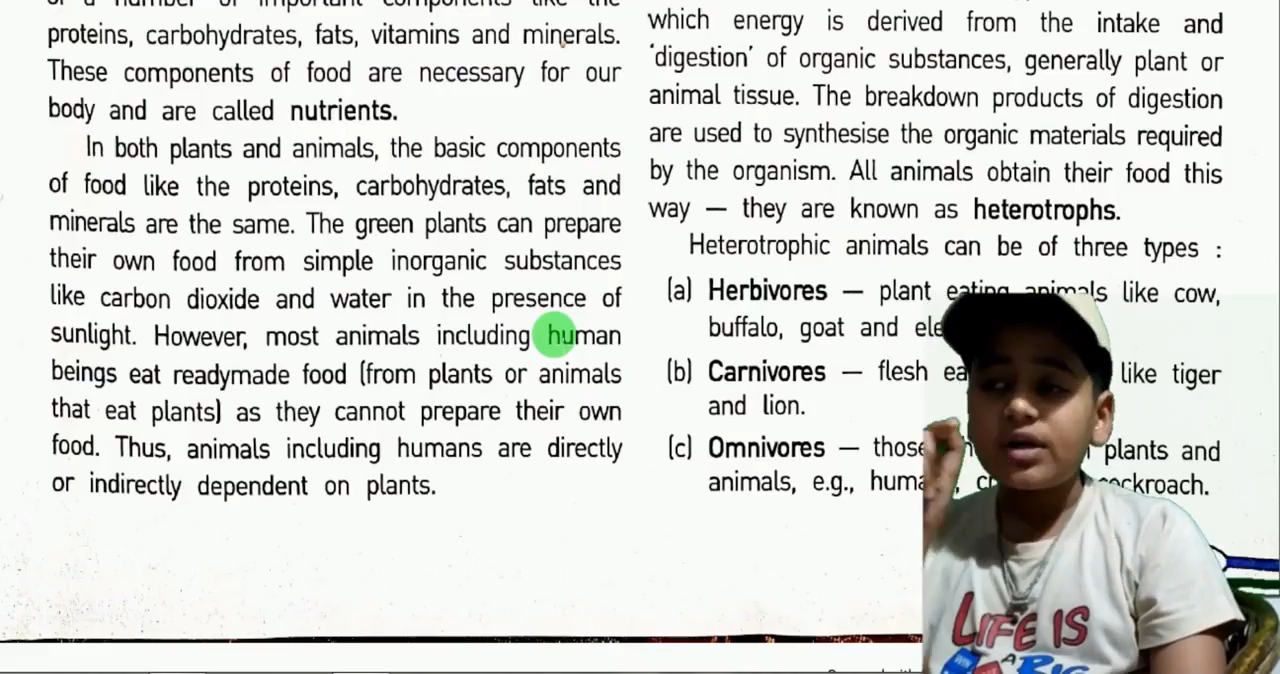 proteins, carbohydrates, fats, vitamins and minerals.
These components of food are necessary for our
body and are called nutrients.
In both plants and animals, the basic components
of food like the proteins, carbohydrates, fats and
minerals are the same. The green plants can prepare
their own food from simple inorganic substances
like carbon dioxide and water in the presence of
sunlight. However, most animals including human
beings eat readymade food (from plants or animals
that eat plants) as they cannot prepare their own
food. Thus, animals including humans are directly
or indirectly dependent on plants.
which energy is derived from the intake and
‘digestion’ of organic substances, generally plant or
animal tissue. The breakdown products of digestion
are used to synthesise the organic materials required
by the organism. All animals obtain their food this
way — they are known as heterotrophs.
Heterotrophic animals can be of three types :
(a) Herbivores — plant eating animals like cow,
buffalo, goat and
(b) Carnivores — flesh like tiger
and lion.
(c) Omnivores — those plants and
animals, e.g., cockroach.
LIFE IS
A BIG